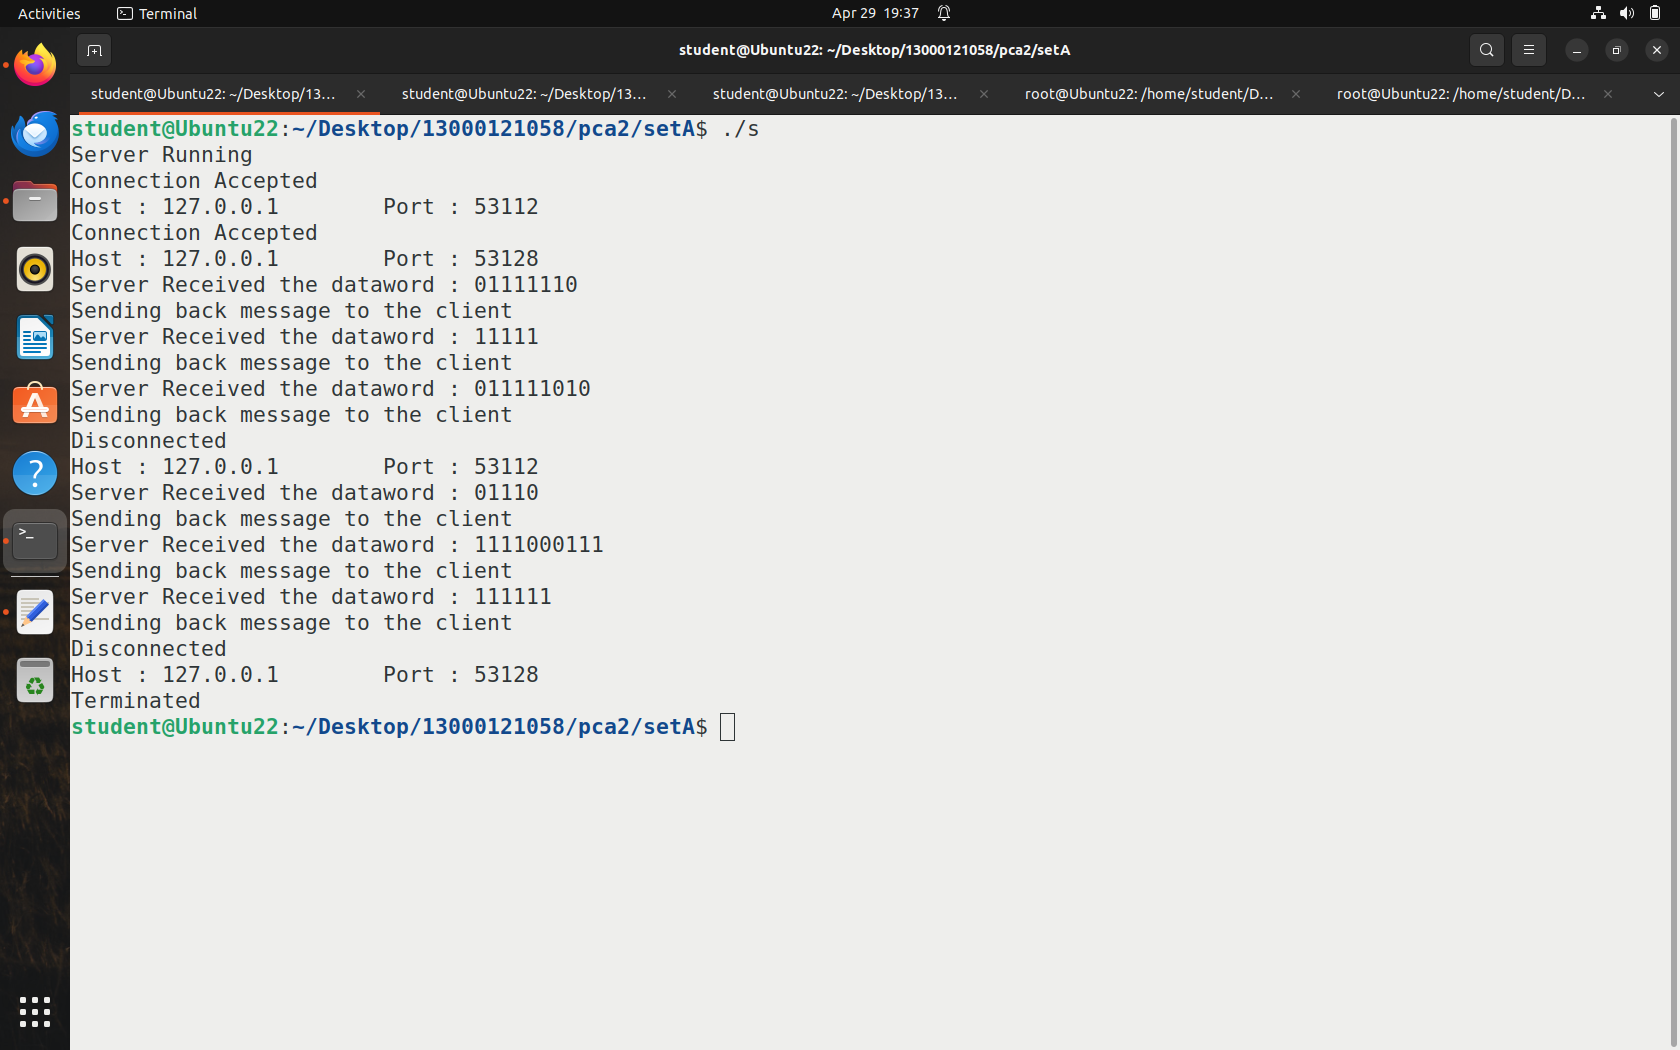 Activities
Terminal
Apr 29 19:37
student@Ubuntu22: ~/Desktop/13000121058/pca2/setA
student@Ubuntu22: ~/Desktop/13...
student@Ubuntu22: ~/Desktop/13...
student@Ubuntu22: ~/Desktop/13...
root@Ubuntu22: /home/student/D...
root@Ubuntu22: /home/student/D...
student@Ubuntu22:~/Desktop/13000121058/pca2/setA$ ./s
Server Running
Connection Accepted
Host : 127.0.0.1        Port : 53112
Connection Accepted
Host : 127.0.0.1        Port : 53128
Server Received the dataword : 01111110
Sending back message to the client
Server Received the dataword : 11111
Sending back message to the client
Server Received the dataword : 011111010
Sending back message to the client
Disconnected
Host : 127.0.0.1        Port : 53112
Server Received the dataword : 01110
Sending back message to the client
Server Received the dataword : 1111000111
Sending back message to the client
Server Received the dataword : 111111
Sending back message to the client
Disconnected
Host : 127.0.0.1        Port : 53128
Terminated
student@Ubuntu22:~/Desktop/13000121058/pca2/setA$